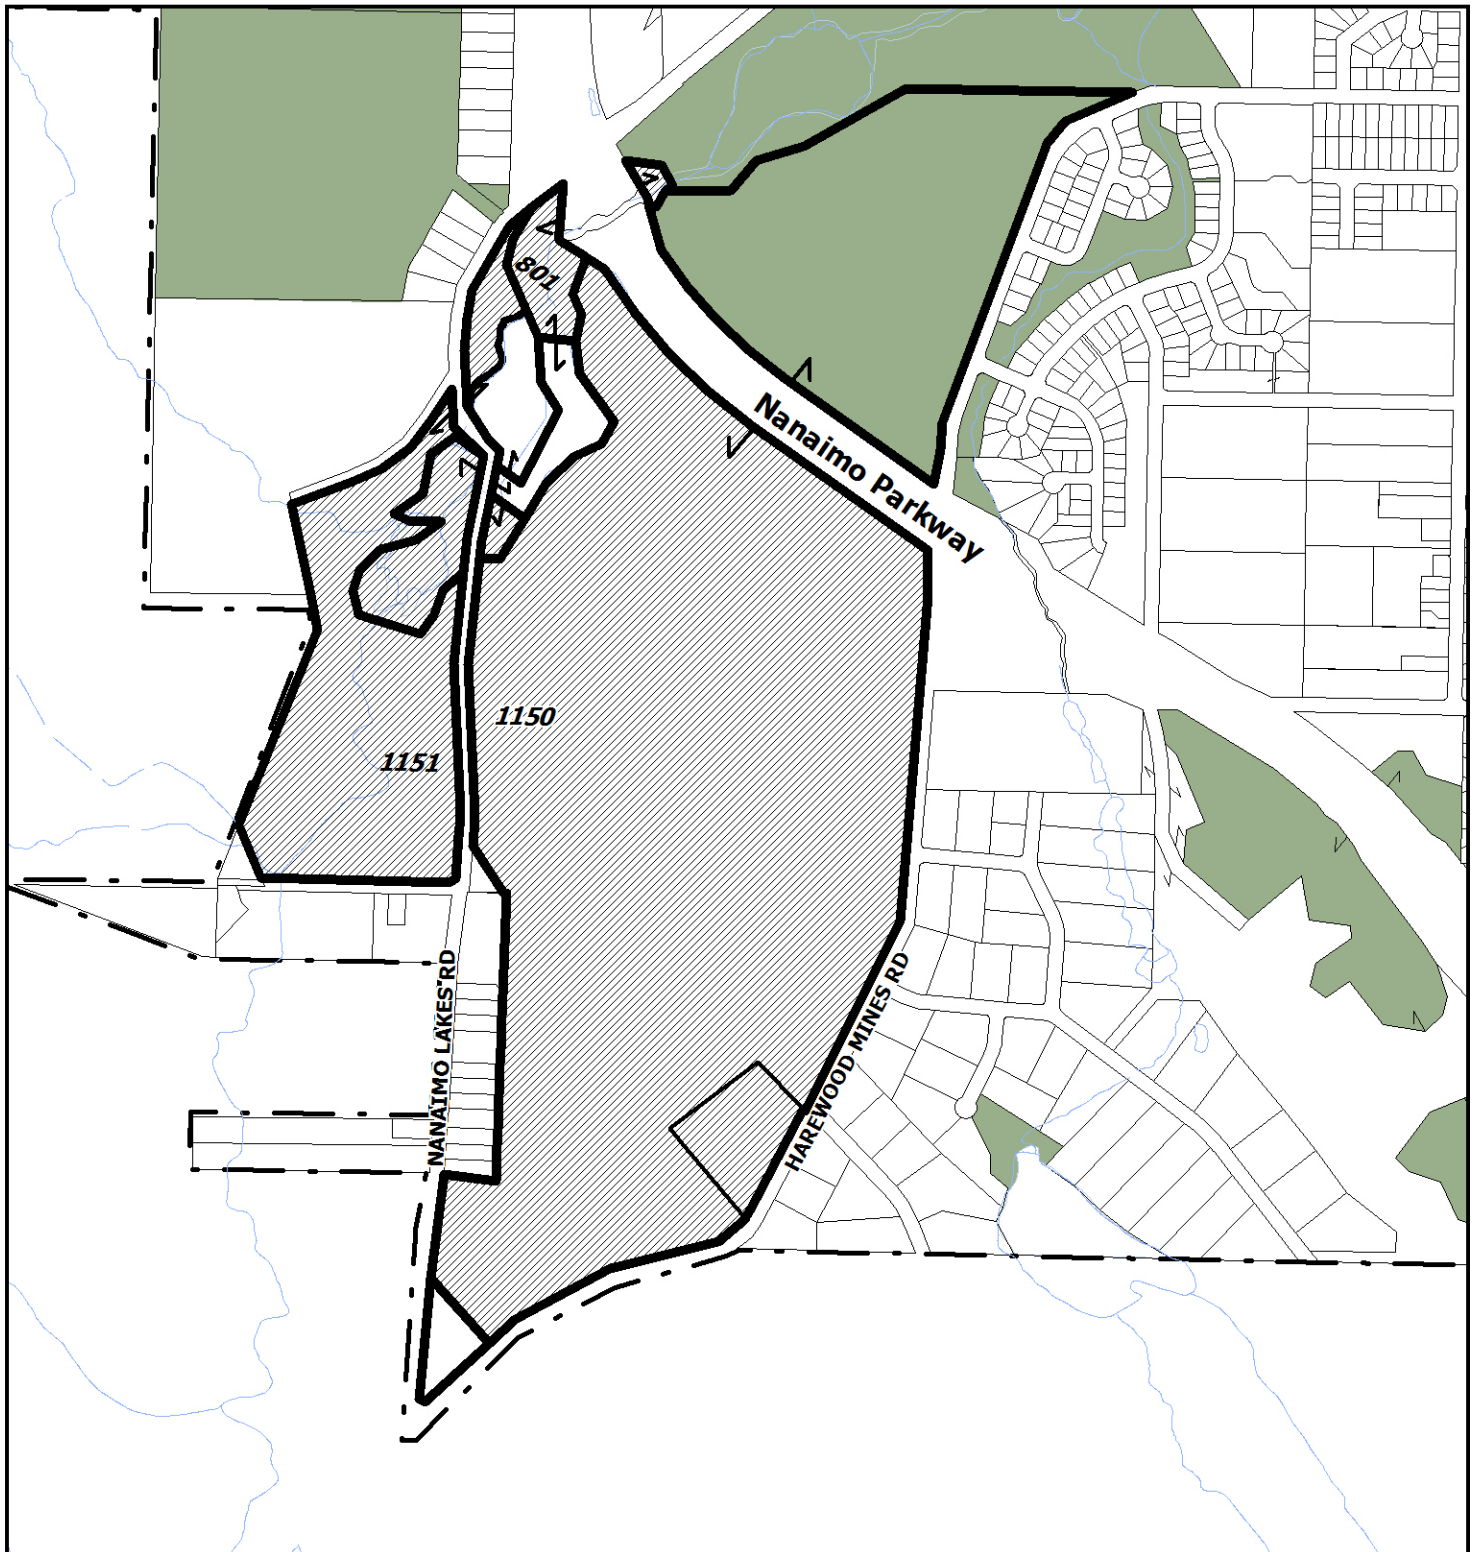 801
Nanaimo Parkway
1150
1151
NANAIMO LAKES RD
HAREWOOD MINES RD